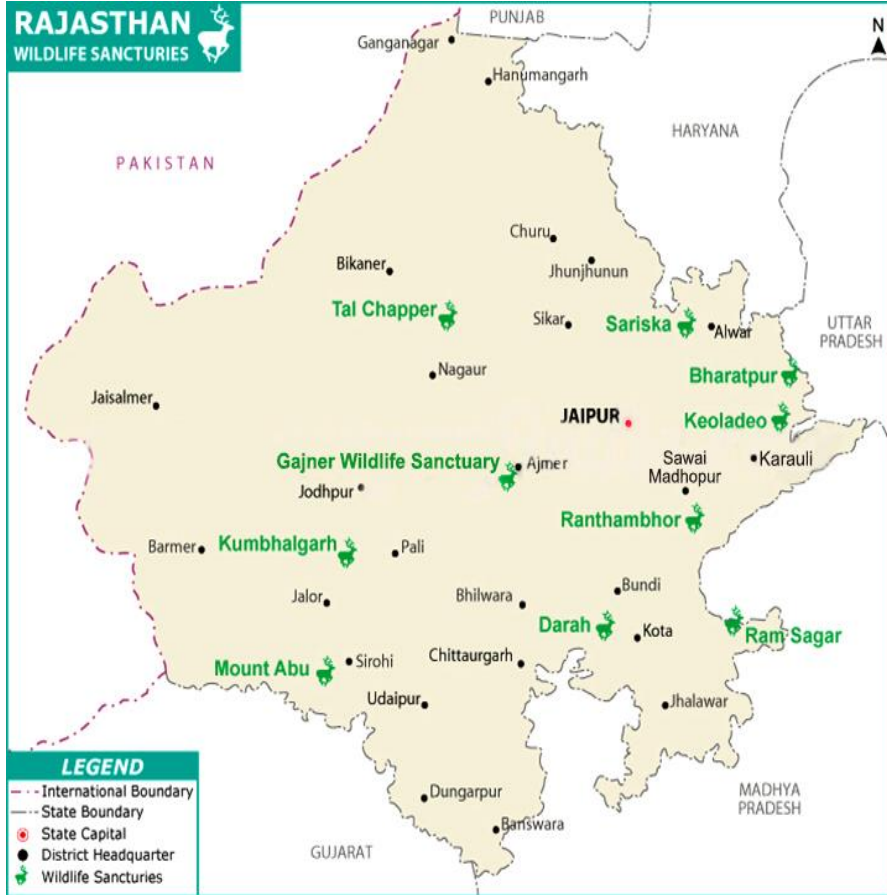 RAJASTHAN
WILDLIFE SANCTURIES
PUNJAB
N
Ganganagar
Hanumangarh
HARYANA
PAKISTAN
Churu
Bikaner
Jhunjhunun
Tal Chapper
Sikar
Sariska
Alwar
UTTAR
PRADESH
Nagaur
Bharatpur
Jaisalmer
JAIPUR
Keoladeo
Gajner Wildlife Sanctuary
Ajmer
Sawai
Madhopur
Karauli
Jodhpur
Ranthambhor
Barmer
Kumbhalgarh
Pali
Jalor
Bhilwara
Bundi
Darah
Kota
Ram Sagar
Mount Abu
Sirohi
Chittaurgarh
Udaipur
Jhalawar
LEGEND
International Boundary
State Boundary
State Capital
District Headquarter
Wildlife Sancturies
Dungarpur
Banswara
GUJARAT
MADHYA
PRADESH